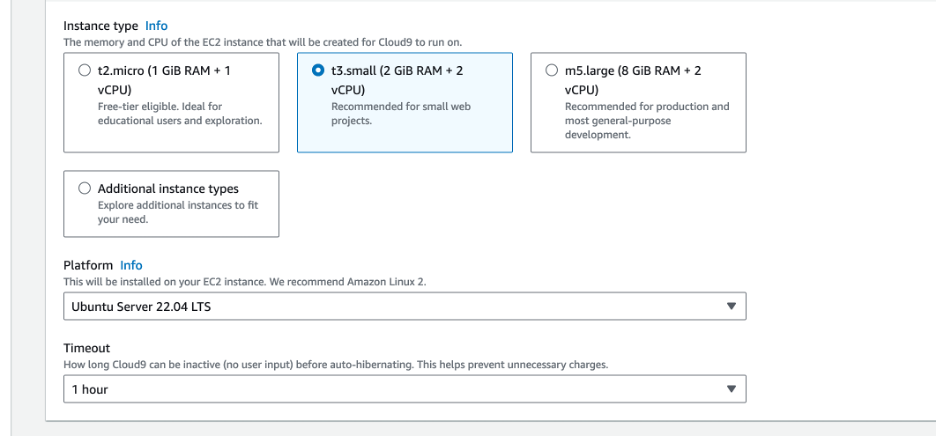 Instance type Info
The memory and CPU of the EC2 instance that will be created for Cloud9 to run on.
t2.micro (1 GiB RAM + 1
vCPU)
Free-tier eligible. Ideal for
educational users and exploration.
t3.small (2 GiB RAM + 2
vCPU)
Recommended for small web
projects.
m5.large (8 GiB RAM + 2
vCPU)
Recommended for production and
most general-purpose
development.
Additional instance types
Explore additional instances to fit
your need.
Platform Info
This will be installed on your EC2 instance. We recommend Amazon Linux 2.
Ubuntu Server 22.04 LTS
Timeout
How long Cloud9 can be inactive (no user input) before auto-hibernating. This helps prevent unnecessary charges.
1 hour